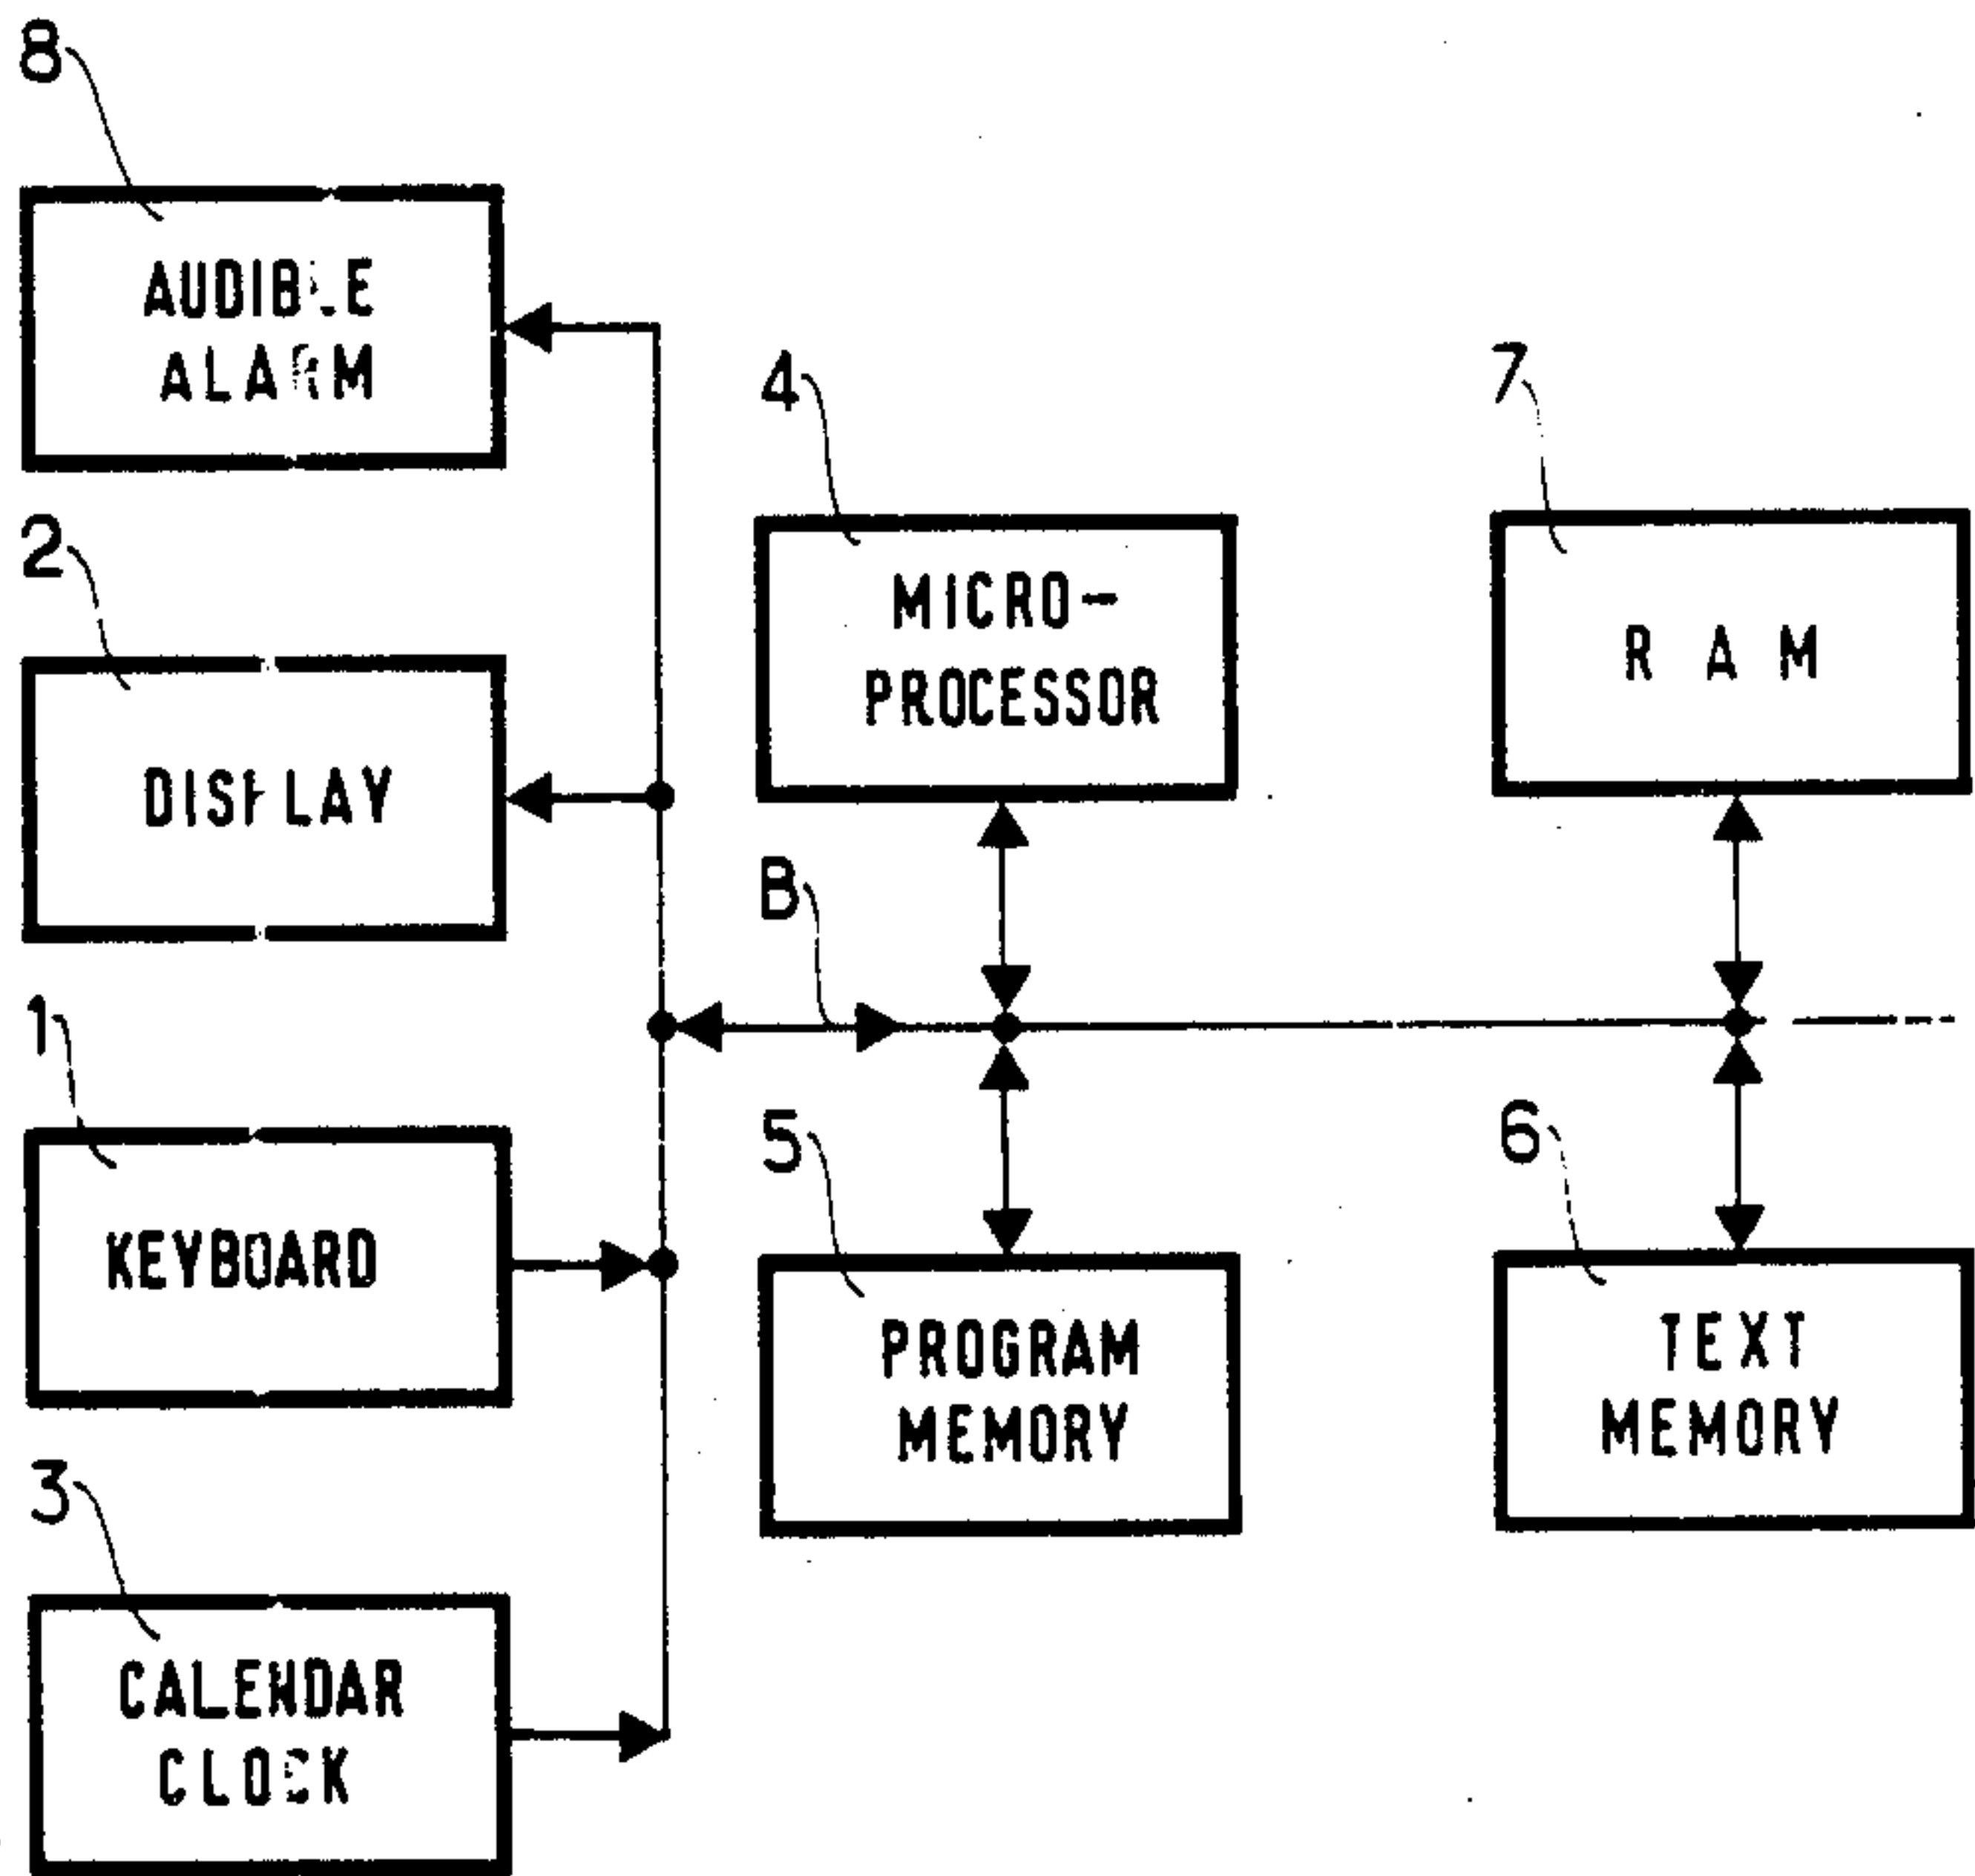 8
AUDIBLE
ALARM
2
DISPLAY
1
KEYBOARD
3
CALENDAR
CLOCK
4
MICRO-
PROCESSOR
B
5
PROGRAM
MEMORY
7
RAM
6
TEXT
MEMORY